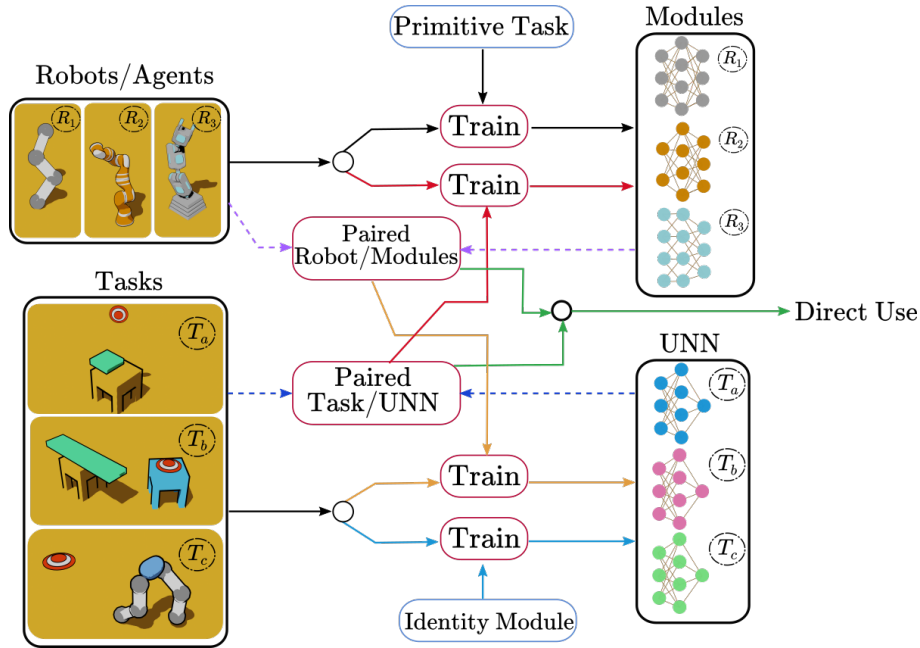 Primitive Task
Modules
Robots/Agents
R1
R2
R3
Train
Train
R1
R2
R3
Paired
Robot/Modules
Direct Use
Tasks
Ta
Tb
Tc
Paired
Task/UNN
UNN
Ta
Tb
Tc
Train
Train
Identity Module